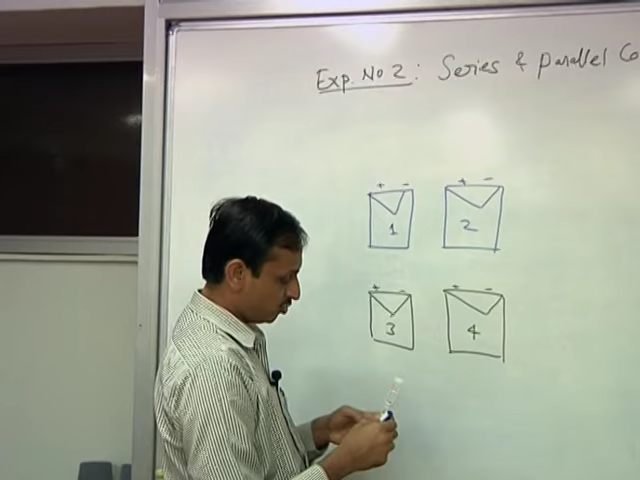 Exp. No 2: Series & Parallel Co
+ - + -
1 2
+ - + -
3 4